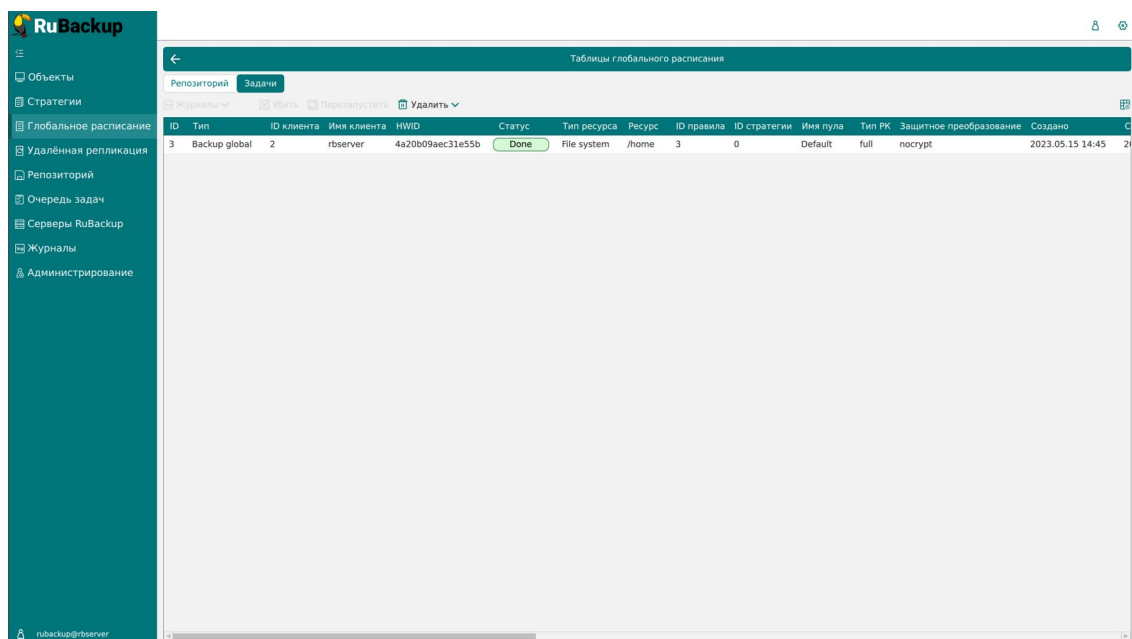 RuBackup
Таблицы глобального расписания
Объекты
Стратегии
Глобальное расписание
Удалённая репликация
Репозиторий
Очередь задач
Серверы RuBackup
Журналы
Администрирование
rubackup@rbserver
Репозиторий Задачи
Журналы Убить Перезапустить Удалить
ID Тип ID клиента Имя клиента HWID Статус Тип ресурса Ресурс ID правила ID стратегии Имя пула Тип РК Защитное преобразование Создано С
3 Backup global 2 rbserver 4a20b09aec31e55b Done File system /home 3 0 Default full nocrypt 2023.05.15 14:45 20